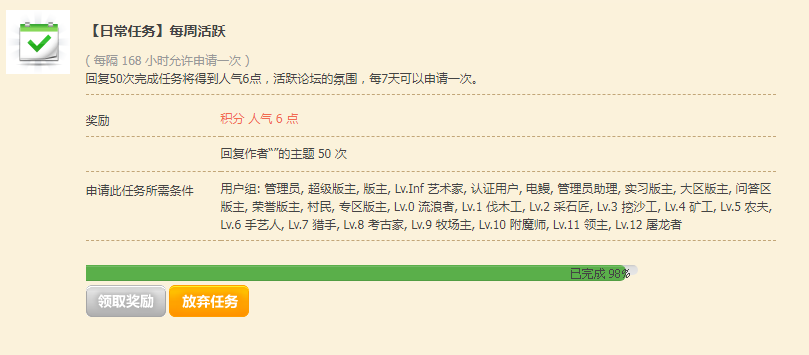 【日常任务】每周活跃
( 每隔 168 小时允许申请一次 )
回复50次完成任务将得到人气6点，活跃论坛的氛围，每7天可以申请一次。
奖励 积分 人气 6 点
回复作者“”的主题 50 次
申请此任务所需条件 用户组: 管理员, 超级版主, 版主, Lv.Inf 艺术家, 认证用户, 电鳗, 管理员助理, 实习版主, 大区版主, 问答区
版主, 荣誉版主, 村民, 专区版主, Lv.0 流浪者, Lv.1 伐木工, Lv.2 采石匠, Lv.3 挖沙工, Lv.4 矿工, Lv.5 农夫,
Lv.6 手艺人, Lv.7 猎手, Lv.8 考古家, Lv.9 牧场主, Lv.10 附魔师, Lv.11 领主, Lv.12 屠龙者
已完成 98%
领取奖励 放弃任务